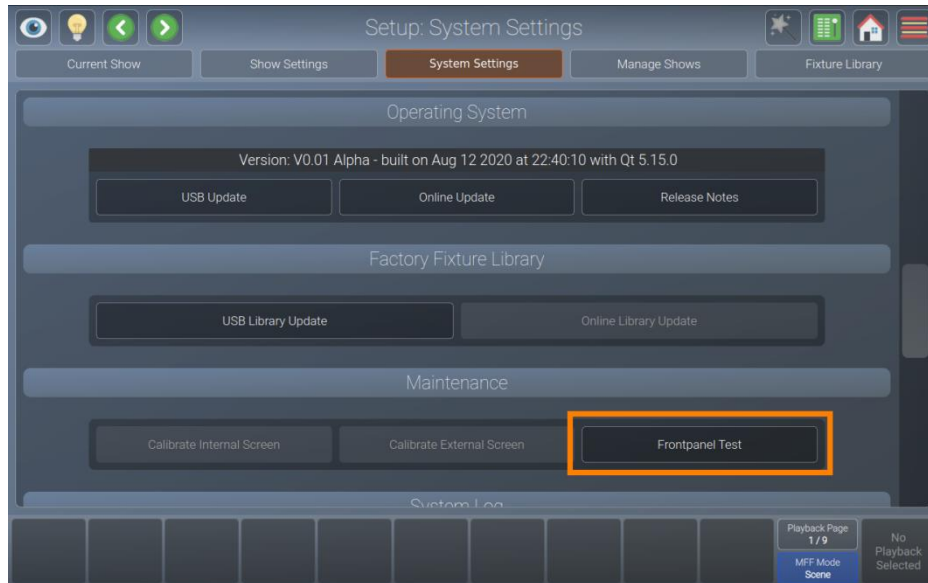 Setup: System Settings
Current Show
Show Settings
System Settings
Manage Shows
Fixture Library
Operating System
Version: V0.01 Alpha - built on Aug 12 2020 at 22:40:10 with Qt 5.15.0
USB Update
Online Update
Release Notes
Factory Fixture Library
USB Library Update
Online Library Update
Maintenance
Calibrate Internal Screen
Calibrate External Screen
Frontpanel Test
System Log
Playback Page
1 / 9
MFF Mode
Scene
No
Playback
Selected